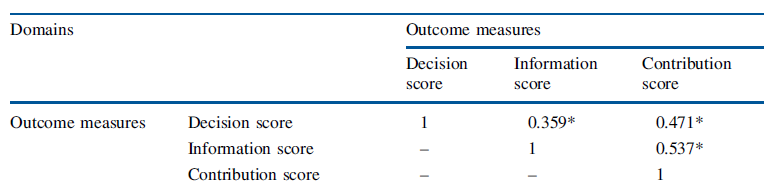 Domains Outcome measures
Decision score Information score Contribution score
Outcome measures Decision score 1 0.359* 0.471*
Information score – 1 0.537*
Contribution score – – 1